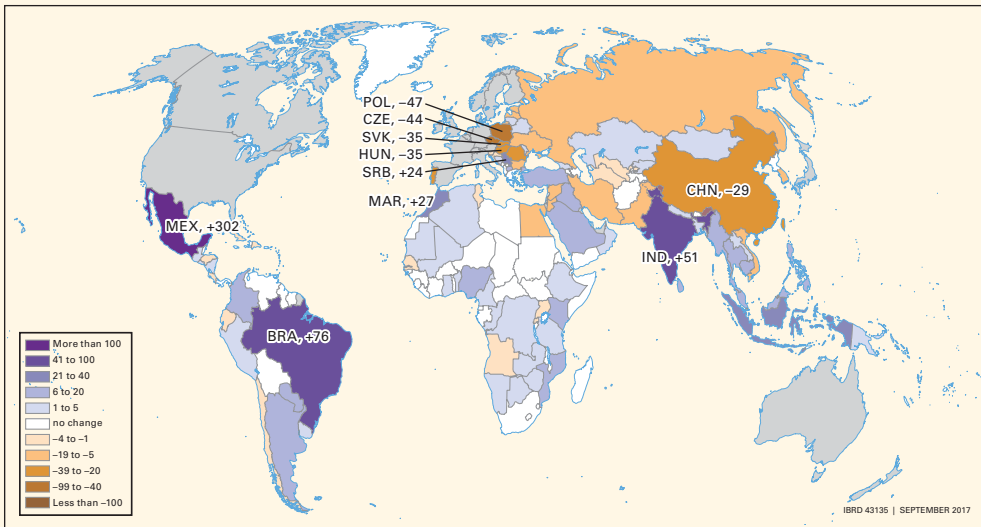 POL, –47
CZE, –44
SVK, –35
HUN, –35
SRB, +24
MAR, +27
CHN, –29
MEX, +302
IND, +51
BRA, +76
More than 100
41 to 100
21 to 40
6 to 20
1 to 5
no change
–4 to –1
–19 to –5
–39 to –20
–99 to –40
Less than –100
IBRD 43135 | SEPTEMBER 2017